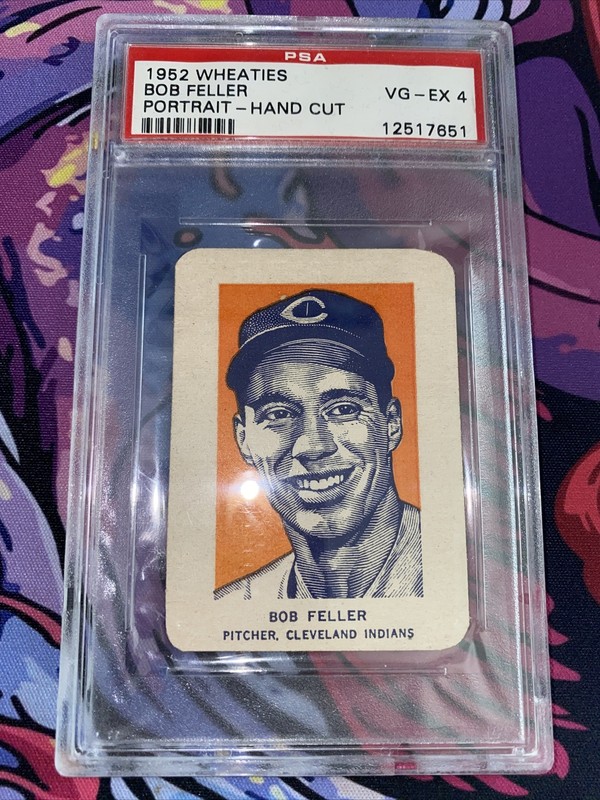 PSA
1952 WHEATIES
BOB FELLER VG-EX 4
PORTRAIT-HAND CUT
12517651
C
BOB FELLER
PITCHER, CLEVELAND INDIANS